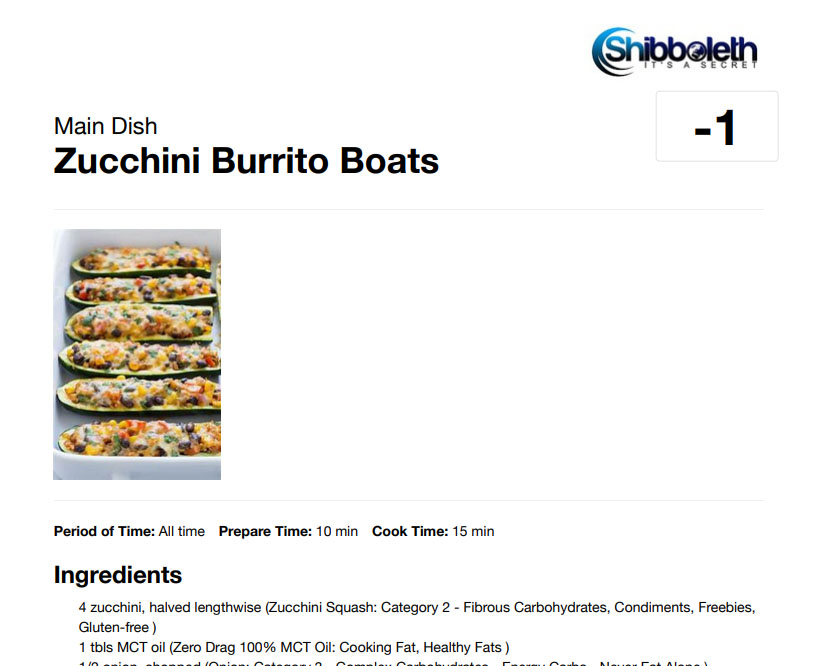 Shibboleth
IT'S A SECRET
-1
Main Dish
Zucchini Burrito Boats
Period of Time: All time Prepare Time: 10 min Cook Time: 15 min
Ingredients
4 zucchini, halved lengthwise (Zucchini Squash: Category 2 - Fibrous Carbohydrates, Condiments, Freebies,
Gluten-free )
1 tbls MCT oil (Zero Drag 100% MCT Oil: Cooking Fat, Healthy Fats )